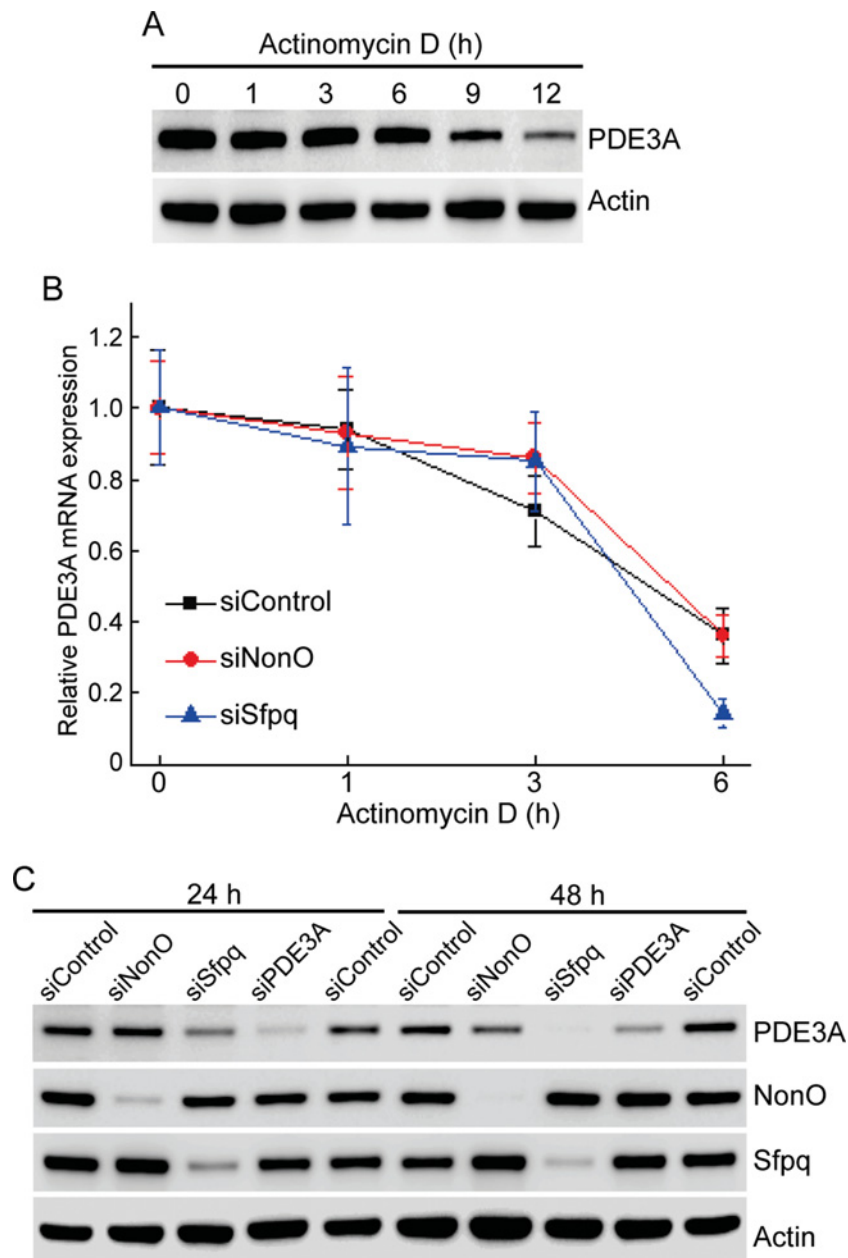 A
Actinomycin D (h)
0 1 3 6 9 12
PDE3A
Actin
B
Relative PDE3A mRNA expression
1.2
1.0
0.8
0.6
0.4
0.2
0
siControl
siNonO
siSfpq
0 1 3 6
Actinomycin D (h)
C
24 h 48 h
siControl siNonO siSfpq siPDE3A siControl siControl siNonO siSfpq siPDE3A siControl
PDE3A
NonO
Sfpq
Actin